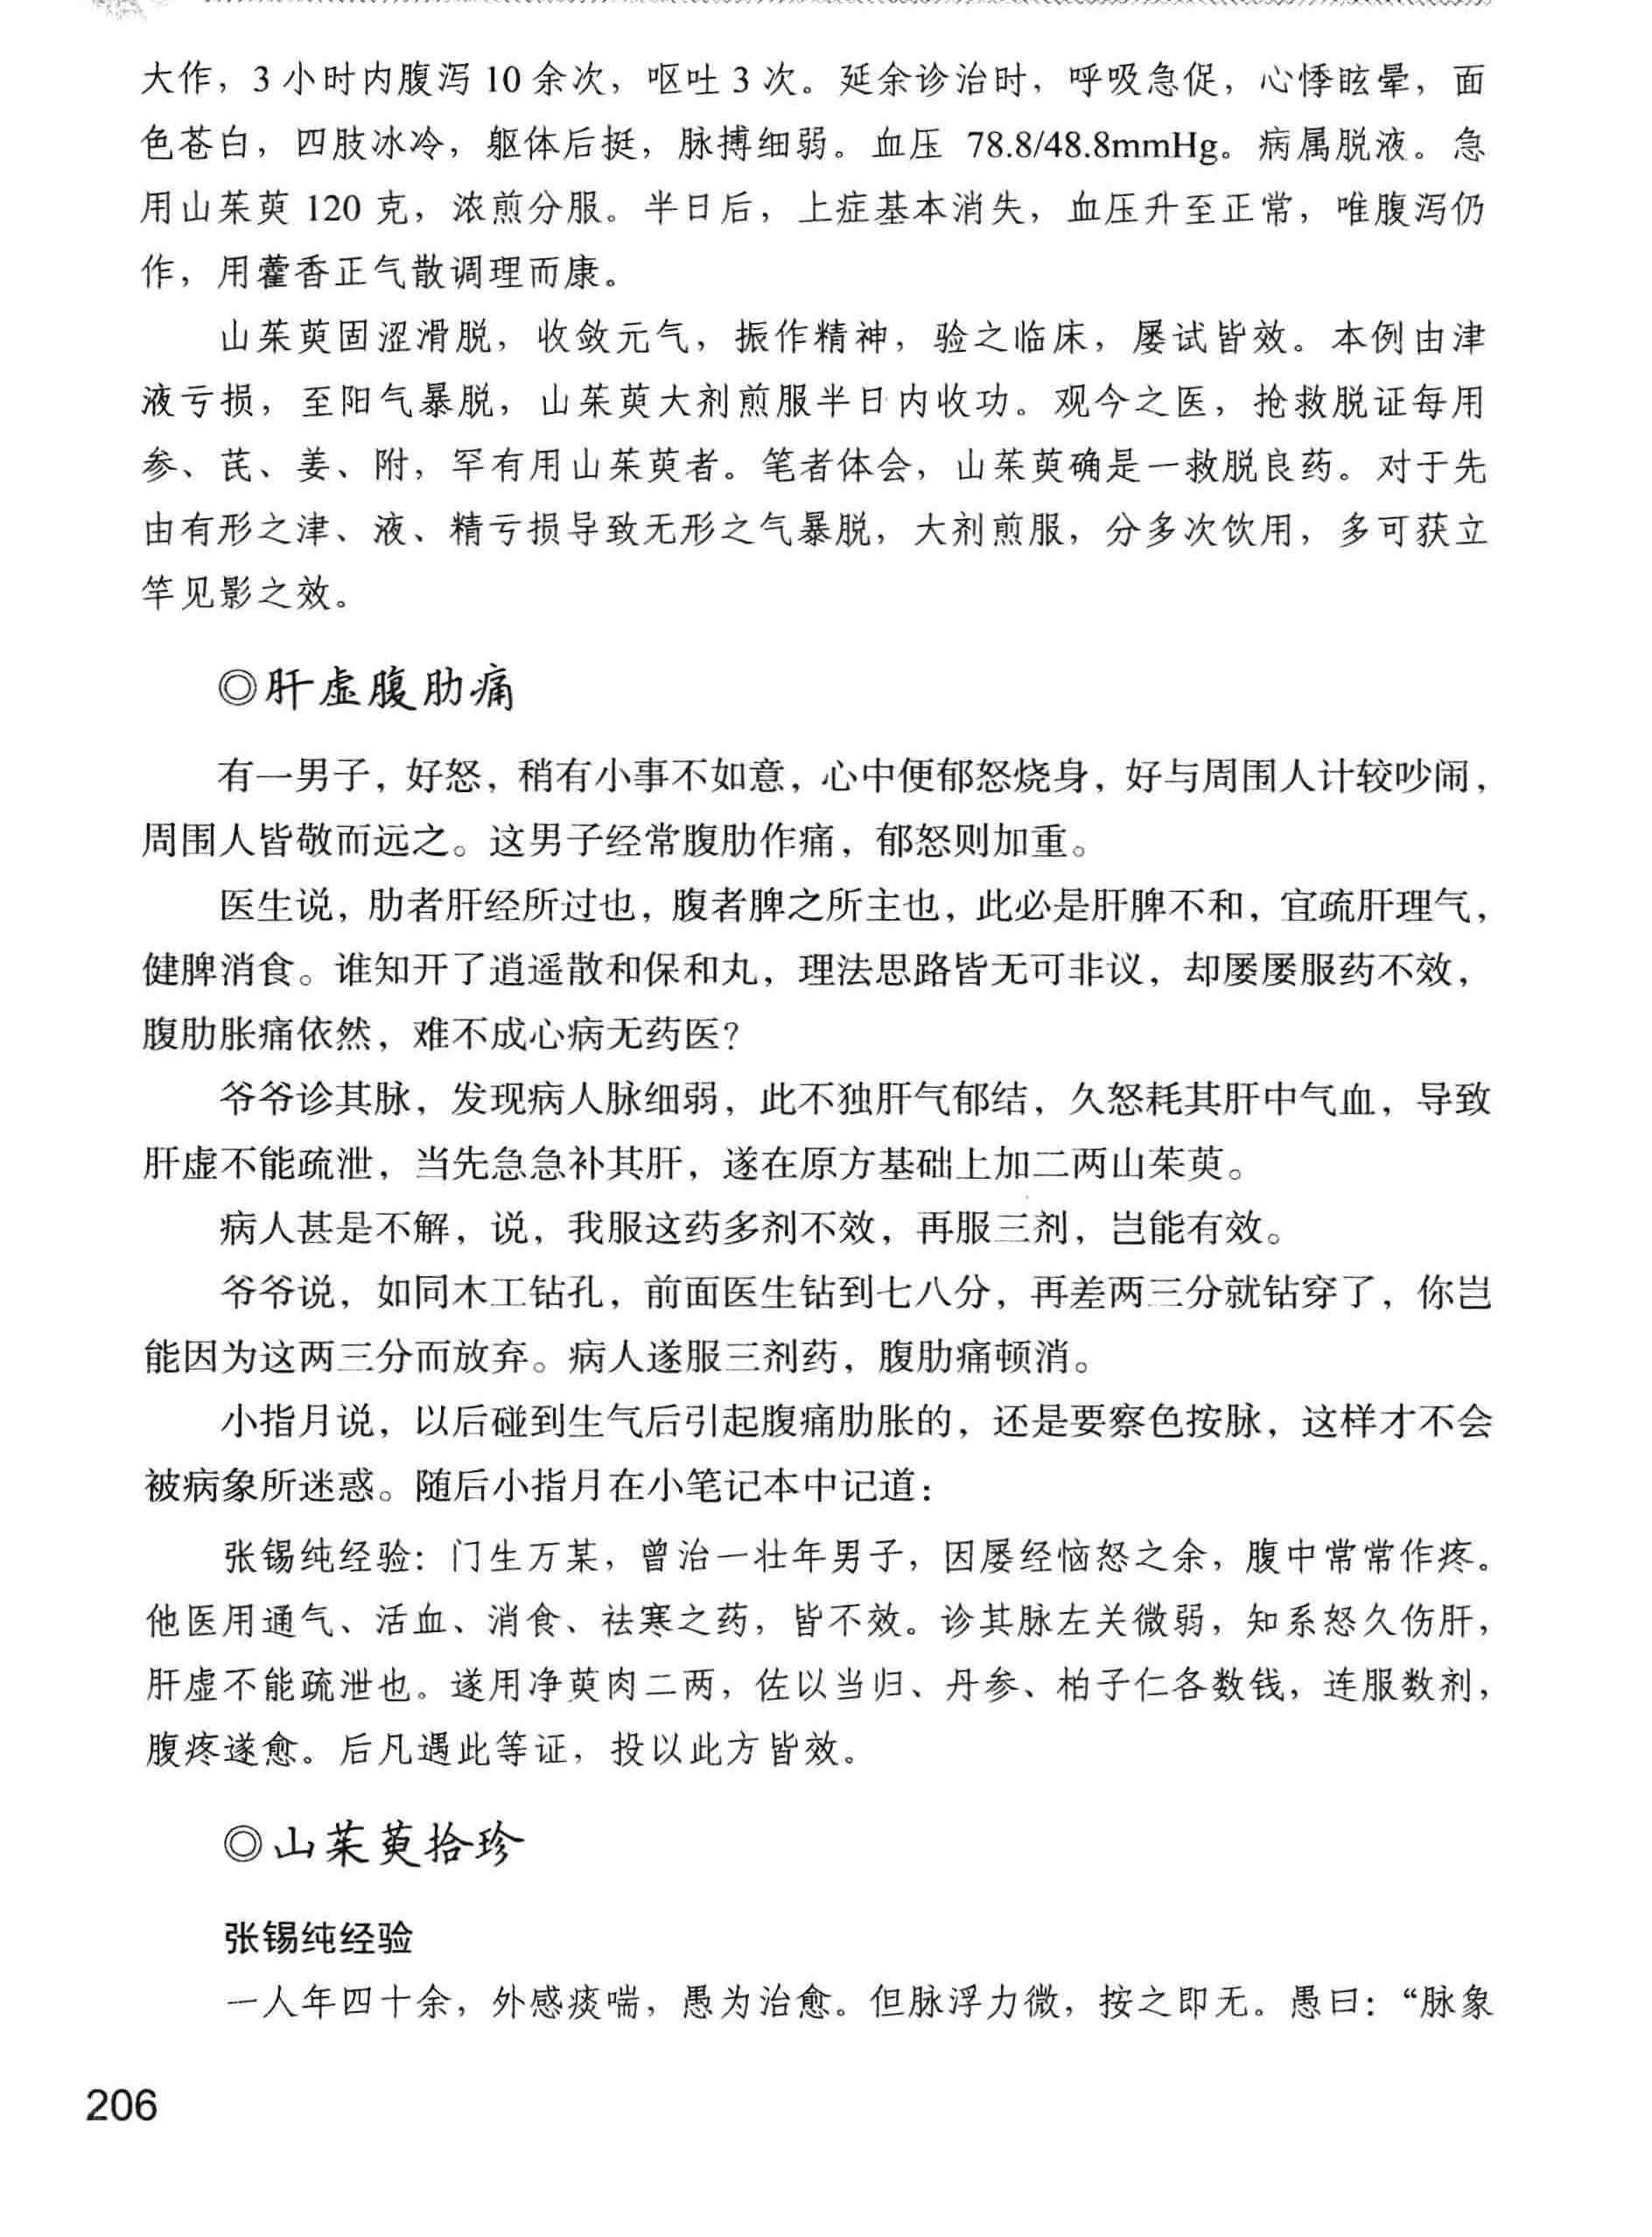 大作，3 小时内腹泻 10 余次，呕吐 3 次。延余诊治时，呼吸急促，心悸眩晕，面
色苍白，四肢冰冷，躯体后挺，脉搏细弱。血压 78.8/48.8mmHg。病属脱液。急
用山茱萸 120 克，浓煎分服。半日后，上症基本消失，血压升至正常，唯腹泻仍
作，用藿香正气散调理而康。
山茱萸固涩滑脱，收敛元气，振作精神，验之临床，屡试皆效。本例由津
液亏损，至阳气暴脱，山茱萸大剂煎服半日内收功。观今之医，抢救脱证每用
参、芪、姜、附，罕有用山茱萸者。笔者体会，山茱萸确是一救脱良药。对于先
由有形之津、液、精亏损导致无形之气暴脱，大剂煎服，分多次饮用，多可获立
竿见影之效。
◎肝虚腹肋痛
有一男子，好怒，稍有小事不如意，心中便郁怒烧身，好与周围人计较吵闹，
周围人皆敬而远之。这男子经常腹肋作痛，郁怒则加重。
医生说，肋者肝经所过也，腹者脾之所主也，此必是肝脾不和，宜疏肝理气，
健脾消食。谁知开了逍遥散和保和丸，理法思路皆无可非议，却屡屡服药不效，
腹肋胀痛依然，难不成心病无药医？
爷爷诊其脉，发现病人脉细弱，此不独肝气郁结，久怒耗其肝中气血，导致
肝虚不能疏泄，当先急急补其肝，遂在原方基础上加二两山茱萸。
病人甚是不解，说，我服这药多剂不效，再服三剂，岂能有效。
爷爷说，如同木工钻孔，前面医生钻到七八分，再差两三分就钻穿了，你岂
能因为这两三分而放弃。病人遂服三剂药，腹肋痛顿消。
小指月说，以后碰到生气后引起腹痛肋胀的，还是要察色按脉，这样才不会
被病象所迷惑。随后小指月在小笔记本中记道：
张锡纯经验：门生万某，曾治一壮年男子，因屡经恼怒之余，腹中常常作疼。
他医用通气、活血、消食、祛寒之药，皆不效。诊其脉左关微弱，知系怒久伤肝，
肝虚不能疏泄也。遂用净萸肉二两，佐以当归、丹参、柏子仁各数钱，连服数剂，
腹疼遂愈。后凡遇此等证，投以此方皆效。
◎山茱萸拾珍
张锡纯经验
一人年四十余，外感痰喘，愚为治愈。但脉浮力微，按之即无。愚曰：“脉象
206